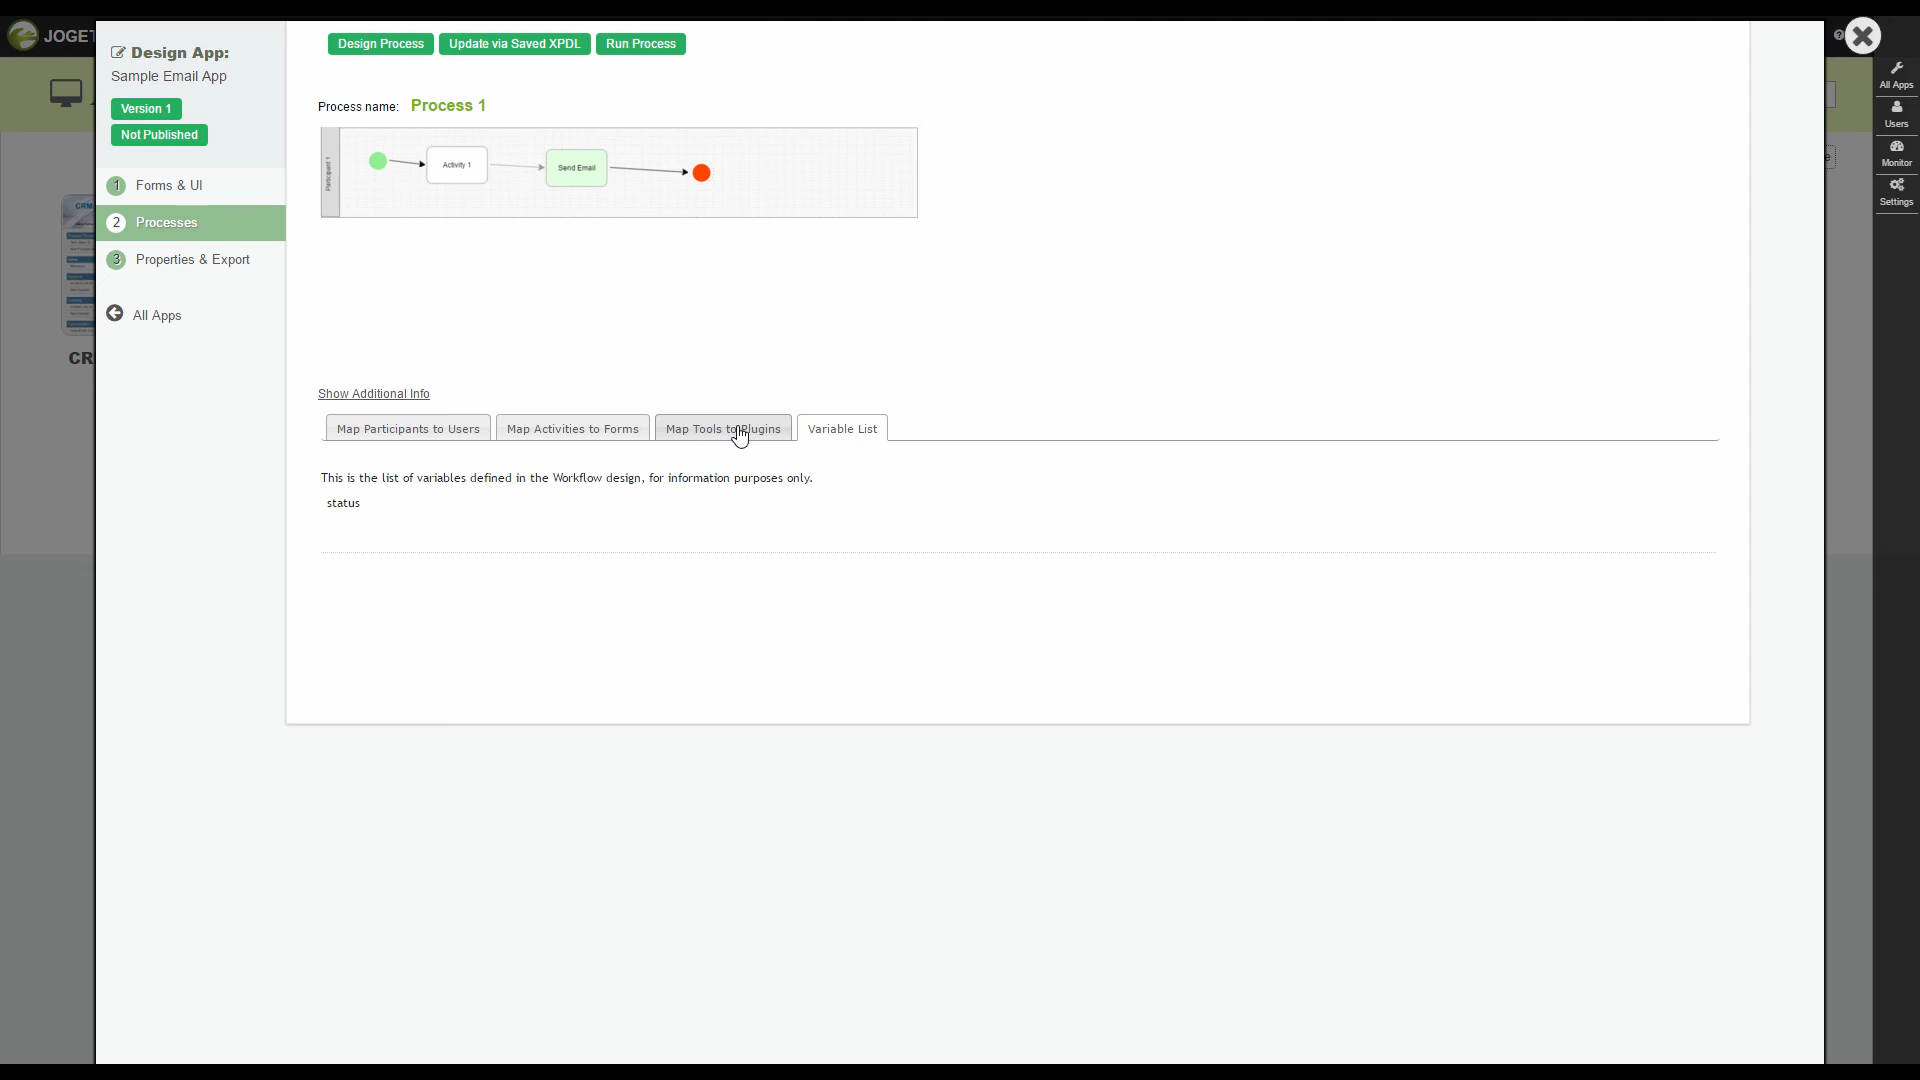 JOGET
Design App:
Sample Email App
Version 1
Not Published
1 Forms & UI
2 Processes
3 Properties & Export
All Apps
CR
CRM
Design Process
Update via Saved XPDL
Run Process
Process name: Process 1
Participant 1
Activity 1
Send Email
Show Additional Info
Map Participants to Users
Map Activities to Forms
Map Tools to Plugins
Variable List
This is the list of variables defined in the Workflow design, for information purposes only.
status
All Apps
Users
Monitor
Settings